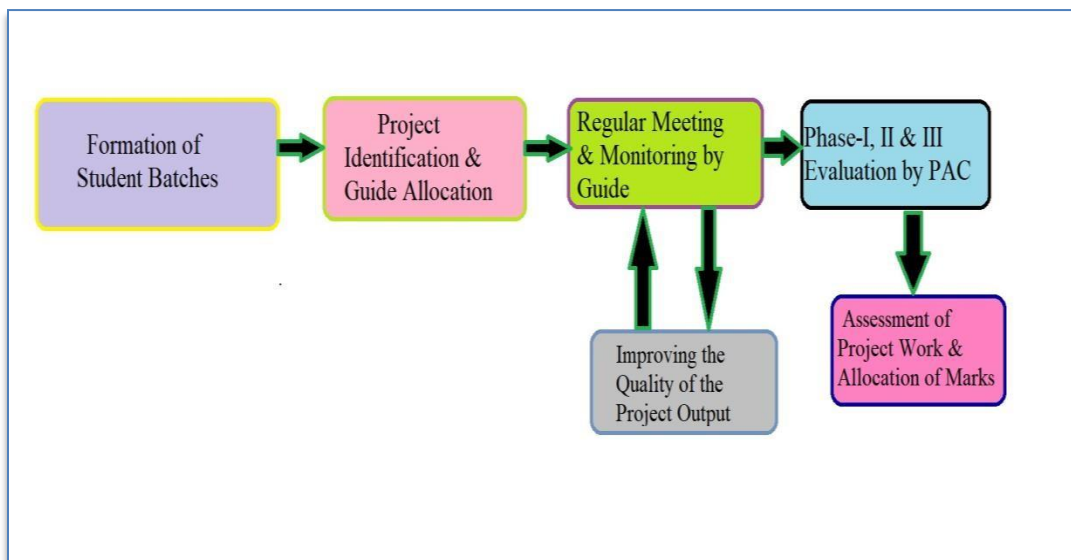 Formation of
Student Batches
Project
Identification &
Guide Allocation
Regular Meeting
& Monitoring by
Guide
Phase-I, II & III
Evaluation by PAC
Improving the
Quality of the
Project Output
Assessment of
Project Work &
Allocation of Marks